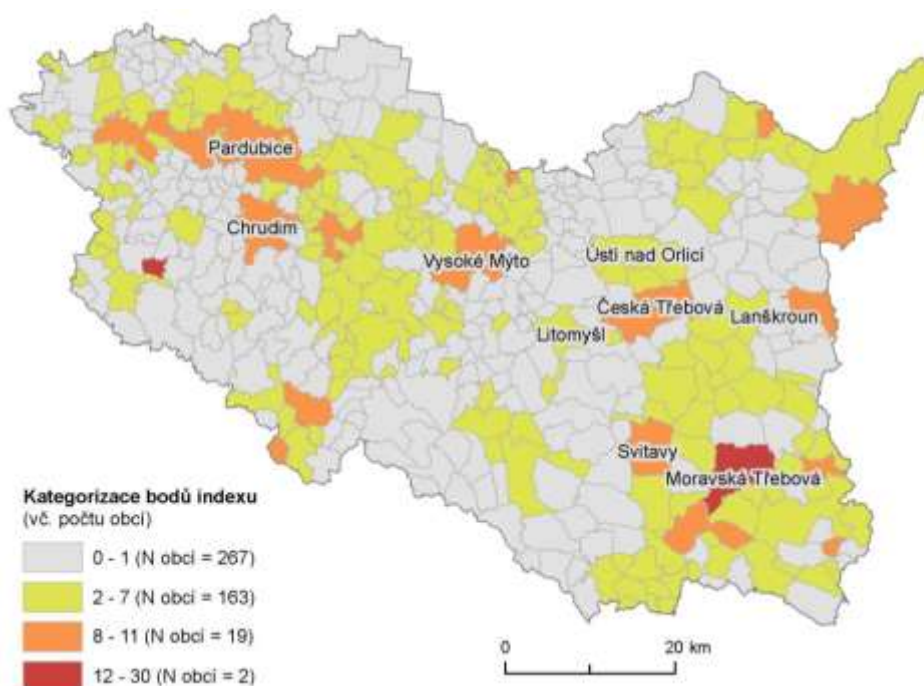 Pardubice
Chrudim
Vysoké Mýto
Ústí nad Orlicí
Česká Třebová
Lanškroun
Litomyšl
Svitavy
Moravská Třebová
Kategorizace bodů indexu
(vč. počtu obcí)
0 - 1 (N obcí = 267)
2 - 7 (N obcí = 163)
8 - 11 (N obcí = 19)
12 - 30 (N obcí = 2)
0 20 km